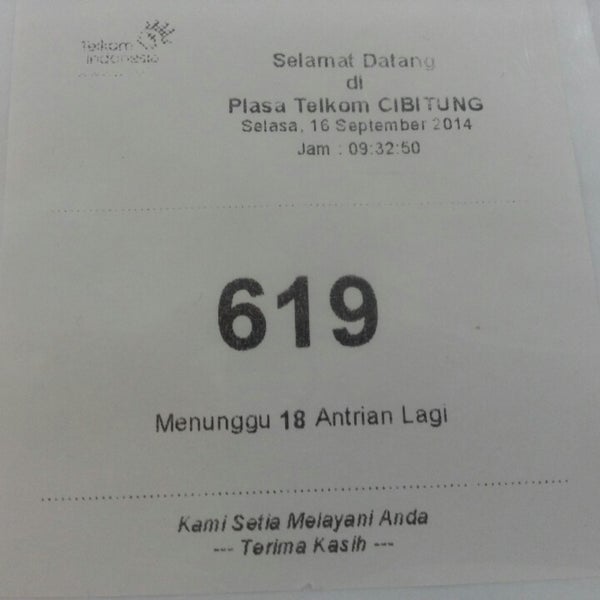 Telkom
Indonesia
Selamat Datang
di
Plasa Telkom CIBITUNG
Selasa, 16 September 2014
Jam : 09:32:50
619
Menunggu 18 Antrian Lagi
Kami Setia Melayani Anda
--- Terima Kasih ---